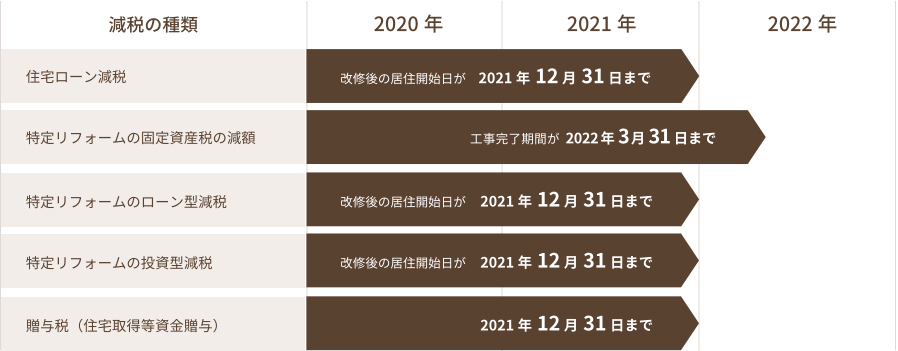 減税の種類 2020 年 2021 年 2022 年
住宅ローン減税 改修後の居住開始日が 2021 年 12 月 31 日まで
特定リフォームの固定資産税の減額 工事完了期間が 2022 年 3 月 31 日まで
特定リフォームのローン型減税 改修後の居住開始日が 2021 年 12 月 31 日まで
特定リフォームの投資型減税 改修後の居住開始日が 2021 年 12 月 31 日まで
贈与税（住宅取得等資金贈与） 2021 年 12 月 31 日まで